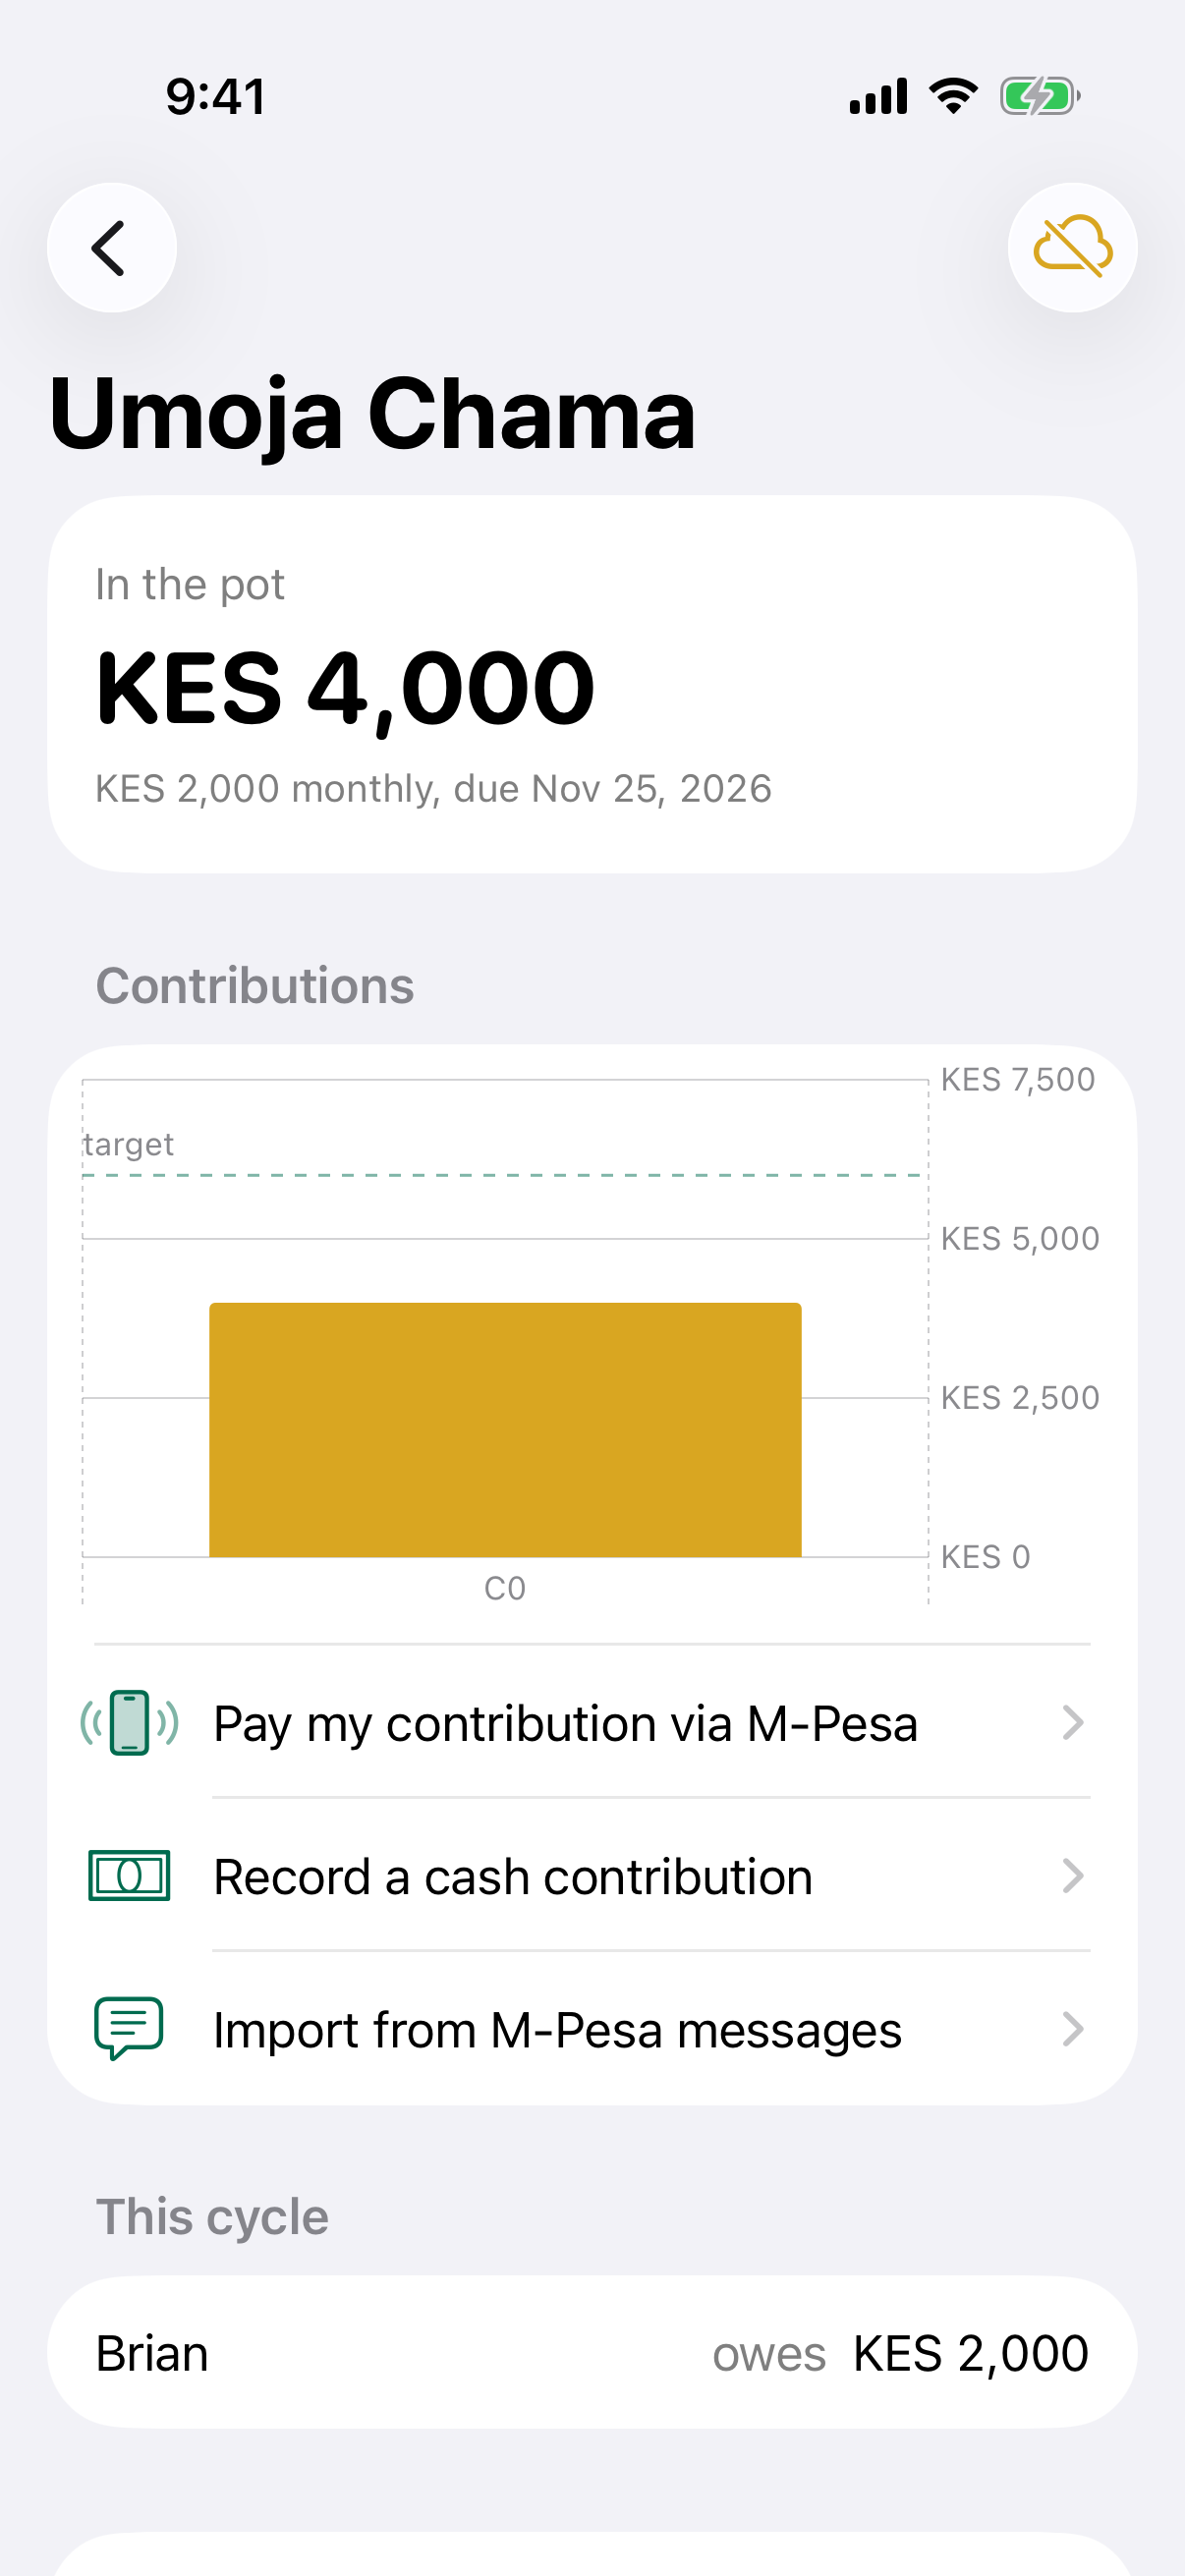 9:41
Umoja Chama
In the pot
KES 4,000
KES 2,000 monthly, due Nov 25, 2026
Contributions
KES 7,500
target
KES 5,000
KES 2,500
KES 0
C0
Pay my contribution via M-Pesa
Record a cash contribution
Import from M-Pesa messages
This cycle
Brian owes KES 2,000